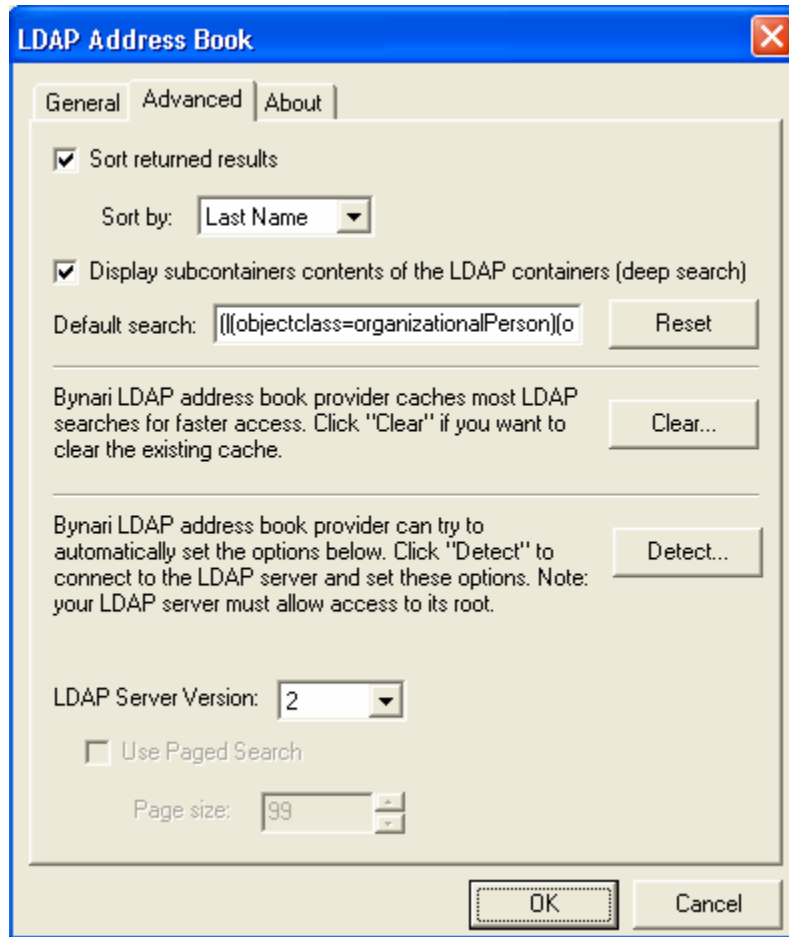 LDAP Address Book
General Advanced About
Sort returned results
Sort by: Last Name
Display subcontainers contents of the LDAP containers (deep search)
Default search: (|(objectclass=organizationalPerson)(o Reset
Bynari LDAP address book provider caches most LDAP
searches for faster access. Click "Clear" if you want to
clear the existing cache.
Clear...
Bynari LDAP address book provider can try to
automatically set the options below. Click "Detect" to
connect to the LDAP server and set these options. Note:
your LDAP server must allow access to its root.
Detect...
LDAP Server Version: 2
Use Paged Search
Page size: 99
OK Cancel